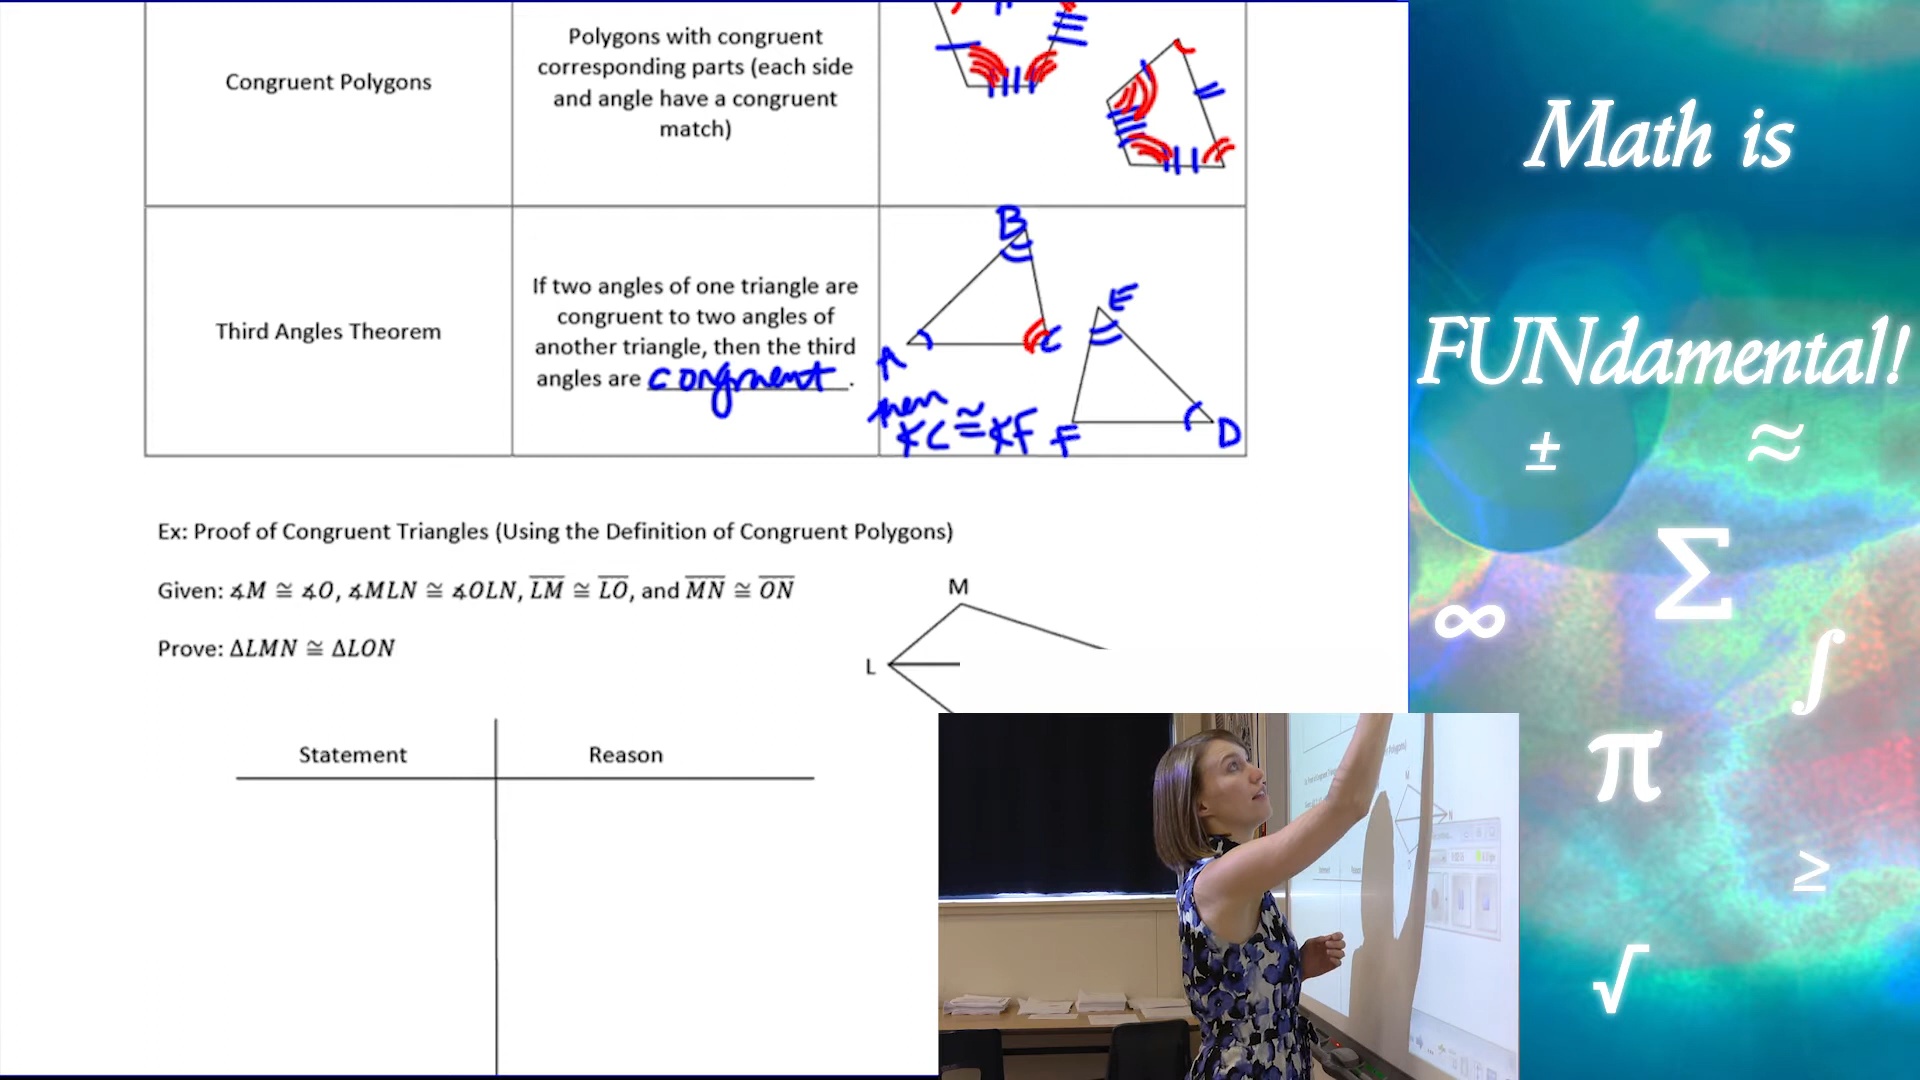 Congruent Polygons
Polygons with congruent
corresponding parts (each side
and angle have a congruent
match)
Third Angles Theorem
If two angles of one triangle are
congruent to two angles of
another triangle, then the third
angles are congruent.
B
A
C
E
F
D
then
∡C ≅ ∡F
Ex: Proof of Congruent Triangles (Using the Definition of Congruent Polygons)
Given: ∡M ≅ ∡O, ∡MLN ≅ ∡OLN, L̅M̅ ≅ L̅O̅, and M̅N̅ ≅ O̅N̅
Prove: ΔLMN ≅ ΔLON
M
L
Statement Reason
Math is
FUNdamental!
± ≈
Σ
∞
∫
π
≥
√